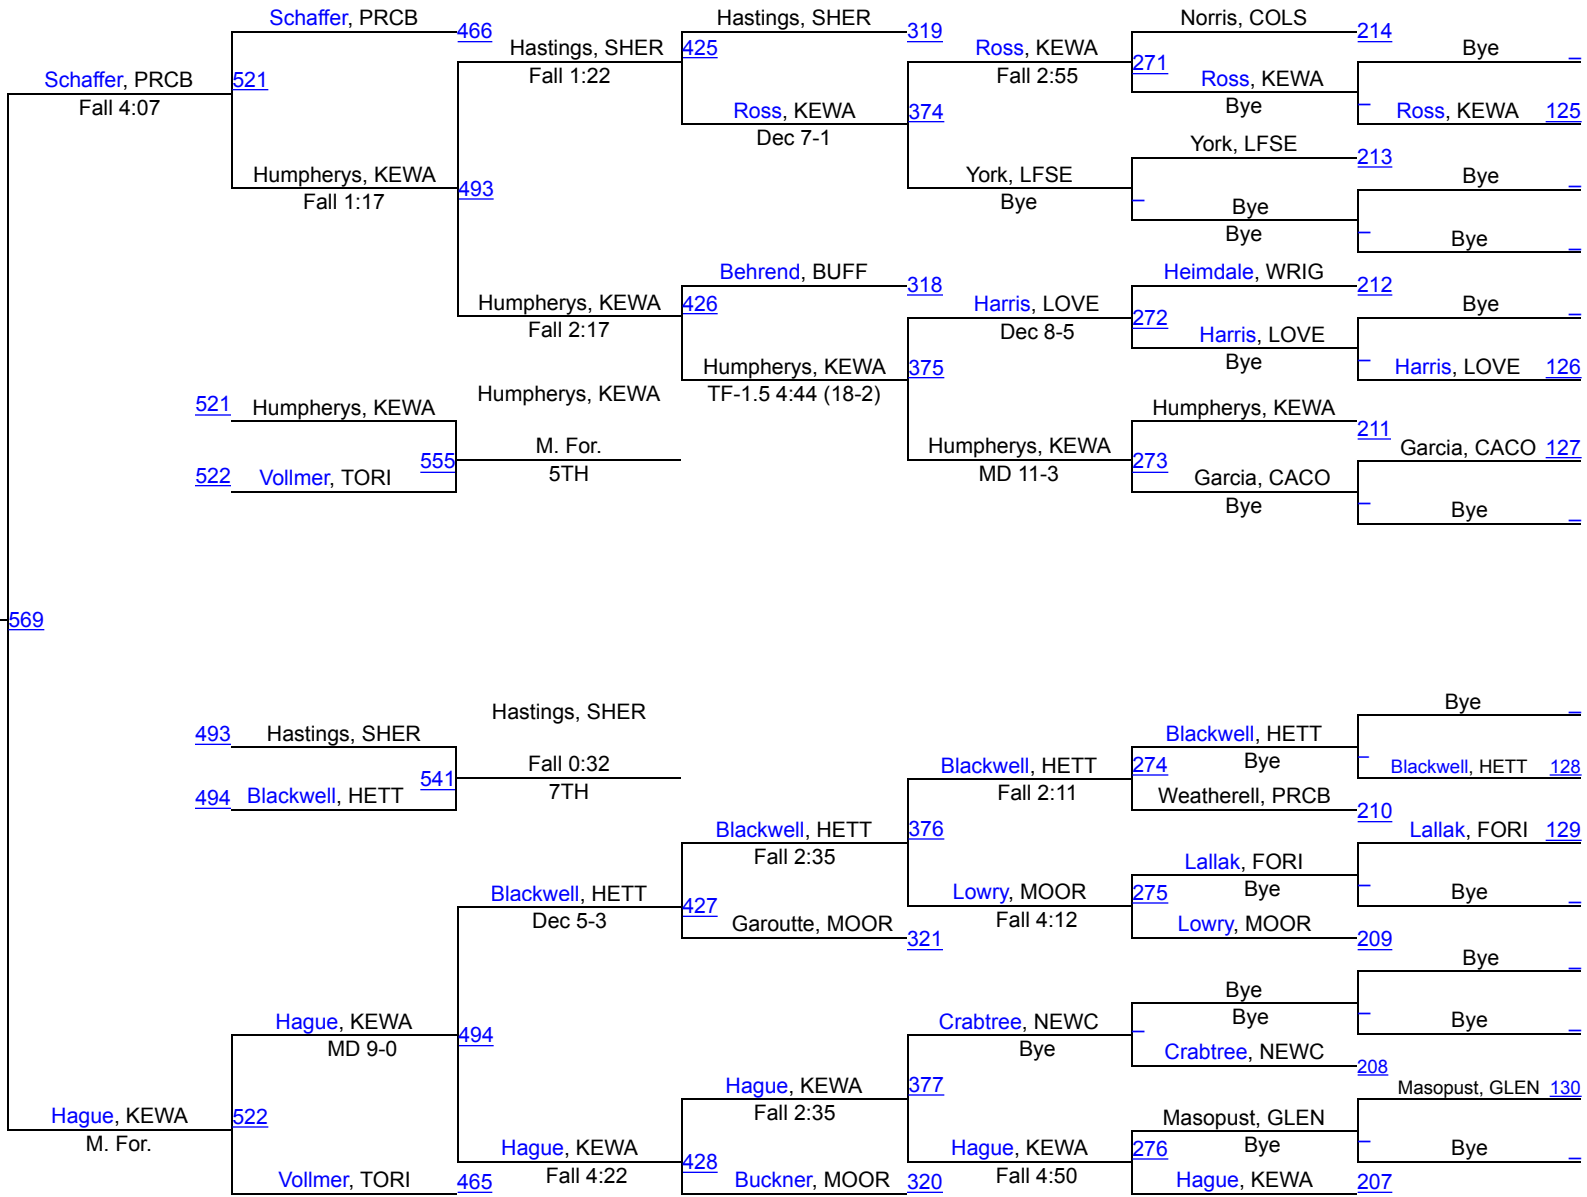 Schaffer, PRCB
466
Hastings, SHER
319
Norris, COLS
214
Bye
_
Hastings, SHER
425
Fall 1:22
Ross, KEWA
271
Fall 2:55
Schaffer, PRCB
521
Fall 4:07
Ross, KEWA
Bye
_
Ross, KEWA
125
Ross, KEWA
374
Dec 7-1
York, LFSE
213
Humpherys, KEWA
493
Fall 1:17
York, LFSE
_
Bye
Bye
_
Bye
Bye
_
Bye
_
Behrend, BUFF
318
Heimdale, WRIG
212
Humpherys, KEWA
426
Fall 2:17
Harris, LOVE
272
Dec 8-5
Bye
_
Harris, LOVE
Bye
_
Harris, LOVE
126
Humpherys, KEWA
375
TF-1.5 4:44 (18-2)
521
Humpherys, KEWA
Humpherys, KEWA
Humpherys, KEWA
211
M. For.
555
5TH
Humpherys, KEWA
273
MD 11-3
Garcia, CACO
127
522
Vollmer, TORI
Garcia, CACO
Bye
_
Bye
_
569
Bye
_
Hastings, SHER
493
Hastings, SHER
Blackwell, HETT
Bye
_
Fall 0:32
541
7TH
Blackwell, HETT
274
Fall 2:11
Blackwell, HETT
128
494
Blackwell, HETT
Weatherell, PRCB
210
Blackwell, HETT
376
Fall 2:35
Lallak, FORI
129
Lallak, FORI
Bye
_
Blackwell, HETT
427
Dec 5-3
Lowry, MOOR
275
Fall 4:12
Bye
_
Garoutte, MOOR
321
Lowry, MOOR
209
Bye
_
Bye
Bye
_
Hague, KEWA
494
MD 9-0
Crabtree, NEWC
_
Bye
Bye
_
Crabtree, NEWC
208
Hague, KEWA
377
Fall 2:35
Masopust, GLEN
130
Hague, KEWA
522
M. For.
Masopust, GLEN
Bye
_
Hague, KEWA
428
Fall 4:22
Hague, KEWA
276
Fall 4:50
Bye
_
Vollmer, TORI
465
Buckner, MOOR
320
Hague, KEWA
207